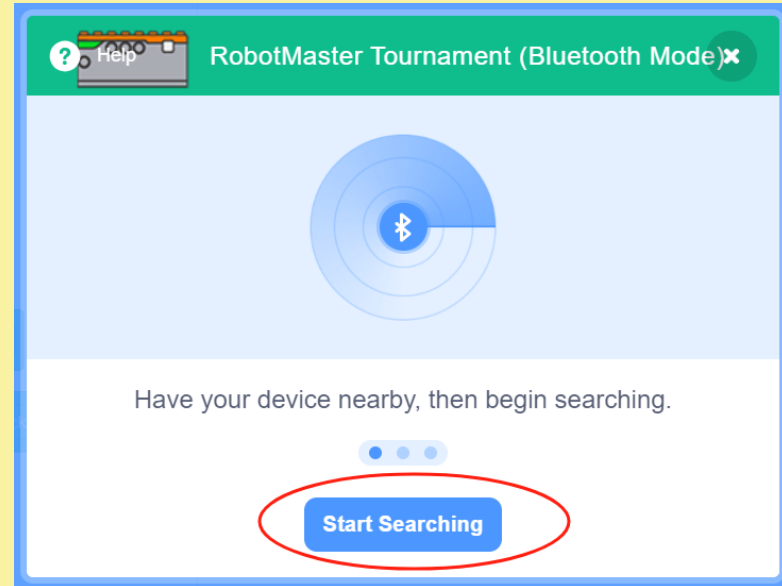 ? Help RobotMaster Tournament (Bluetooth Mode)
Have your device nearby, then begin searching.
Start Searching